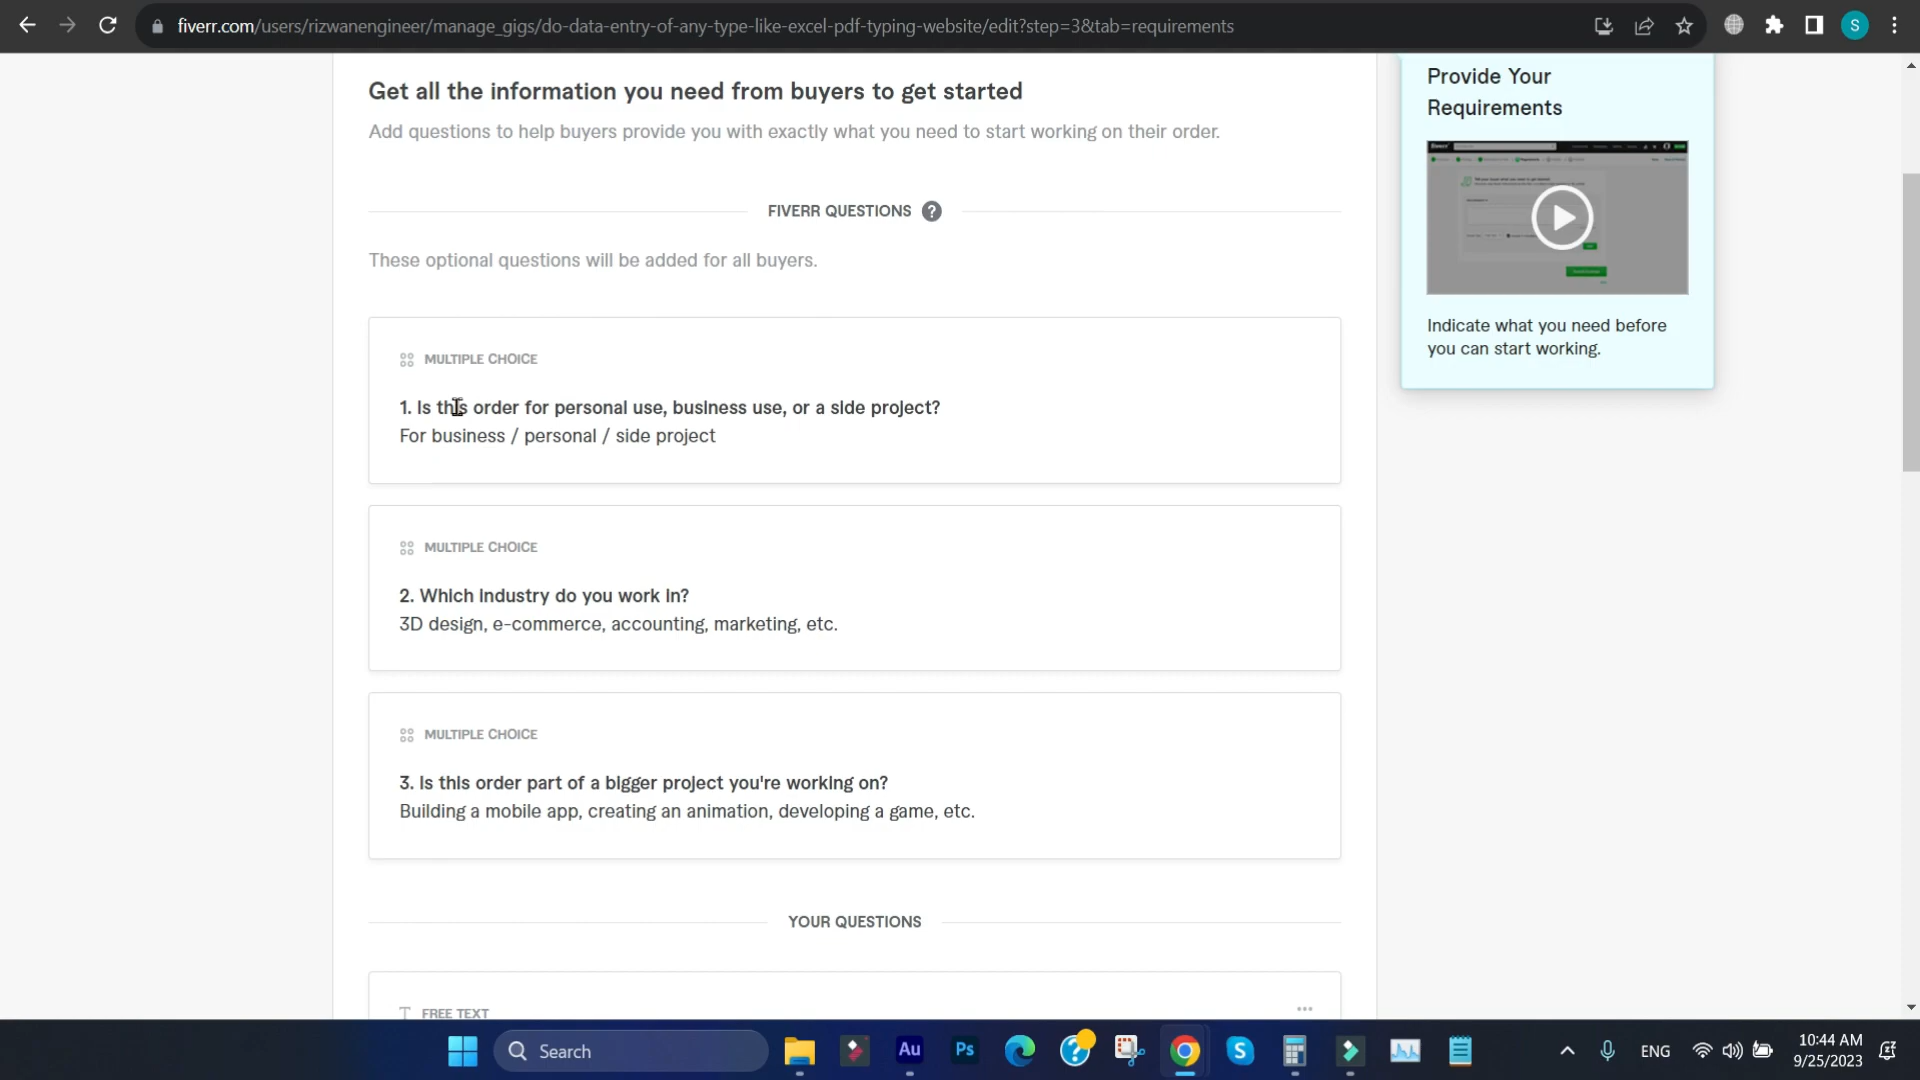 fiverr.com/users/rizwanengineer/manage_gigs/do-data-entry-of-any-type-like-excel-pdf-typing-website/edit?step=3&tab=requirements
S
Get all the information you need from buyers to get started
Add questions to help buyers provide you with exactly what you need to start working on their order.
FIVERR QUESTIONS ?
These optional questions will be added for all buyers.
MULTIPLE CHOICE
1. Is this order for personal use, business use, or a side project?
For business / personal / side project
MULTIPLE CHOICE
2. Which industry do you work in?
3D design, e-commerce, accounting, marketing, etc.
MULTIPLE CHOICE
3. Is this order part of a bigger project you're working on?
Building a mobile app, creating an animation, developing a game, etc.
YOUR QUESTIONS
T FREE TEXT
Provide Your
Requirements
Indicate what you need before
you can start working.
Search
Au
Ps
ENG
10:44 AM
9/25/2023